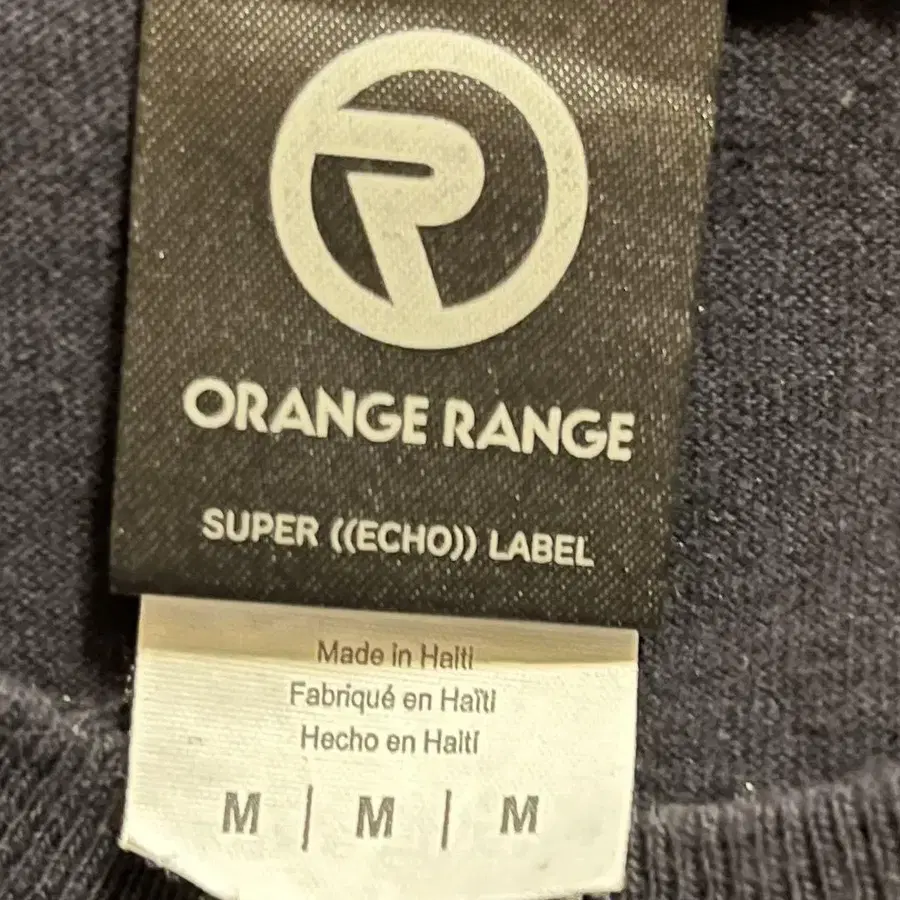 ORANGE RANGE
SUPER ((ECHO)) LABEL
Made in Haiti
Fabriqué en Haïti
Hecho en Haití
M | M | M